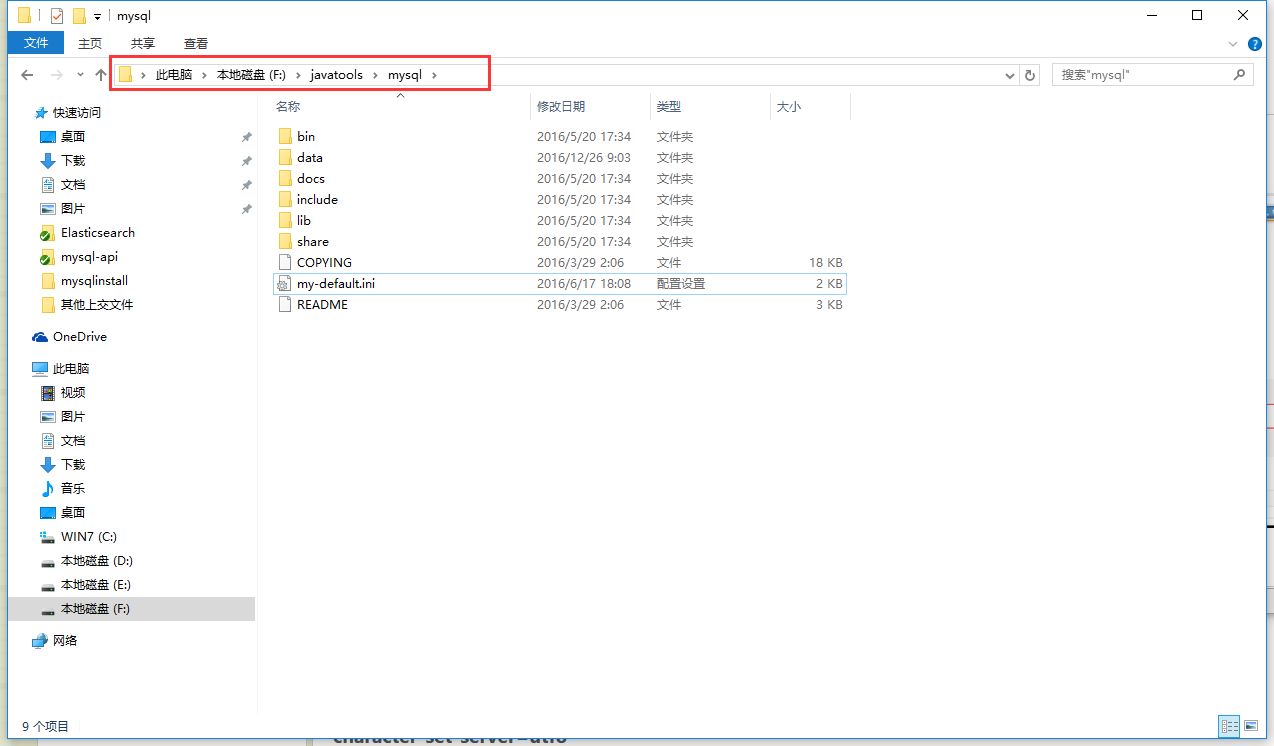 mysql
文件 主页 共享 查看
此电脑 本地磁盘 (F:) javatools mysql 搜索"mysql"
快速访问
桌面
下载
文档
图片
Elasticsearch
mysql-api
mysqlinstall
其他上交文件
OneDrive
此电脑
视频
图片
文档
下载
音乐
桌面
WIN7 (C:)
本地磁盘 (D:)
本地磁盘 (E:)
本地磁盘 (F:)
网络
名称 修改日期 类型 大小
bin 2016/5/20 17:34 文件夹
data 2016/12/26 9:03 文件夹
docs 2016/5/20 17:34 文件夹
include 2016/5/20 17:34 文件夹
lib 2016/5/20 17:34 文件夹
share 2016/5/20 17:34 文件夹
COPYING 2016/3/29 2:06 文件 18 KB
my-default.ini 2016/6/17 18:08 配置设置 2 KB
README 2016/3/29 2:06 文件 3 KB
9 个项目
character-set-server=utf8